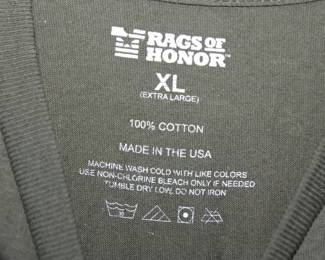 RAGS OF
HONOR™
XL
(EXTRA LARGE)
100% COTTON
MADE IN THE USA
MACHINE WASH COLD WITH LIKE COLORS
USE NON-CHLORINE BLEACH ONLY IF NEEDED
TUMBLE DRY LOW, DO NOT IRON